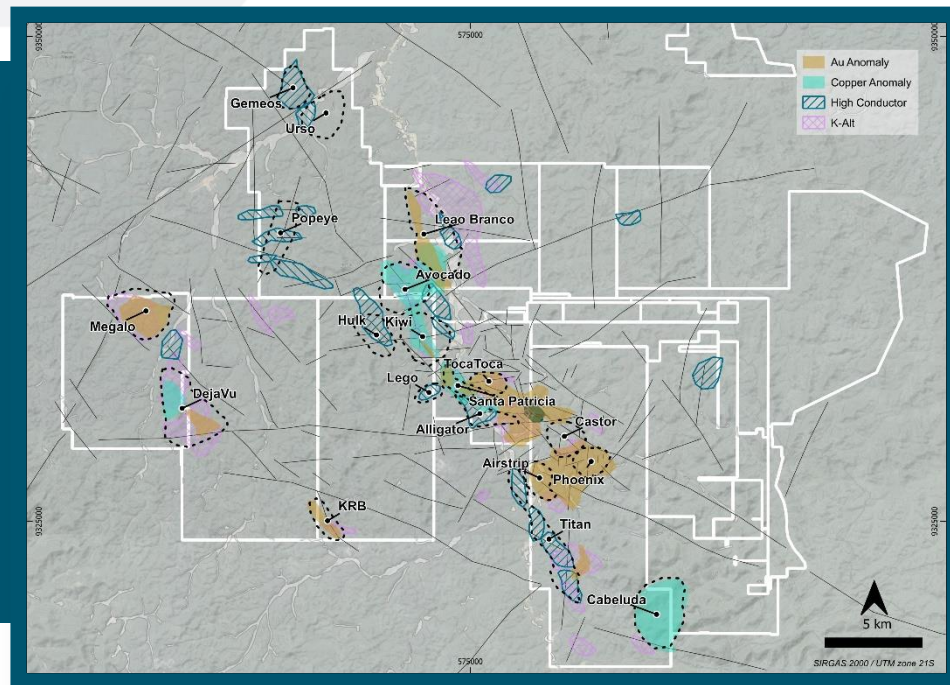 575000
9350000
9350000
Au Anomaly
Copper Anomaly
High Conductor
K-Alt
Gemeos
Urso
Popeye
Leao Branco
Avocado
Megalo
Hulk
Kiwi
TocaToca
Lego
Santa Patricia
DejaVu
Alligator
Castor
Airstrip
Phoenix
KRB
Titan
9325000
9325000
Cabeluda
5 km
575000
SIRGAS 2000 / UTM zone 21S